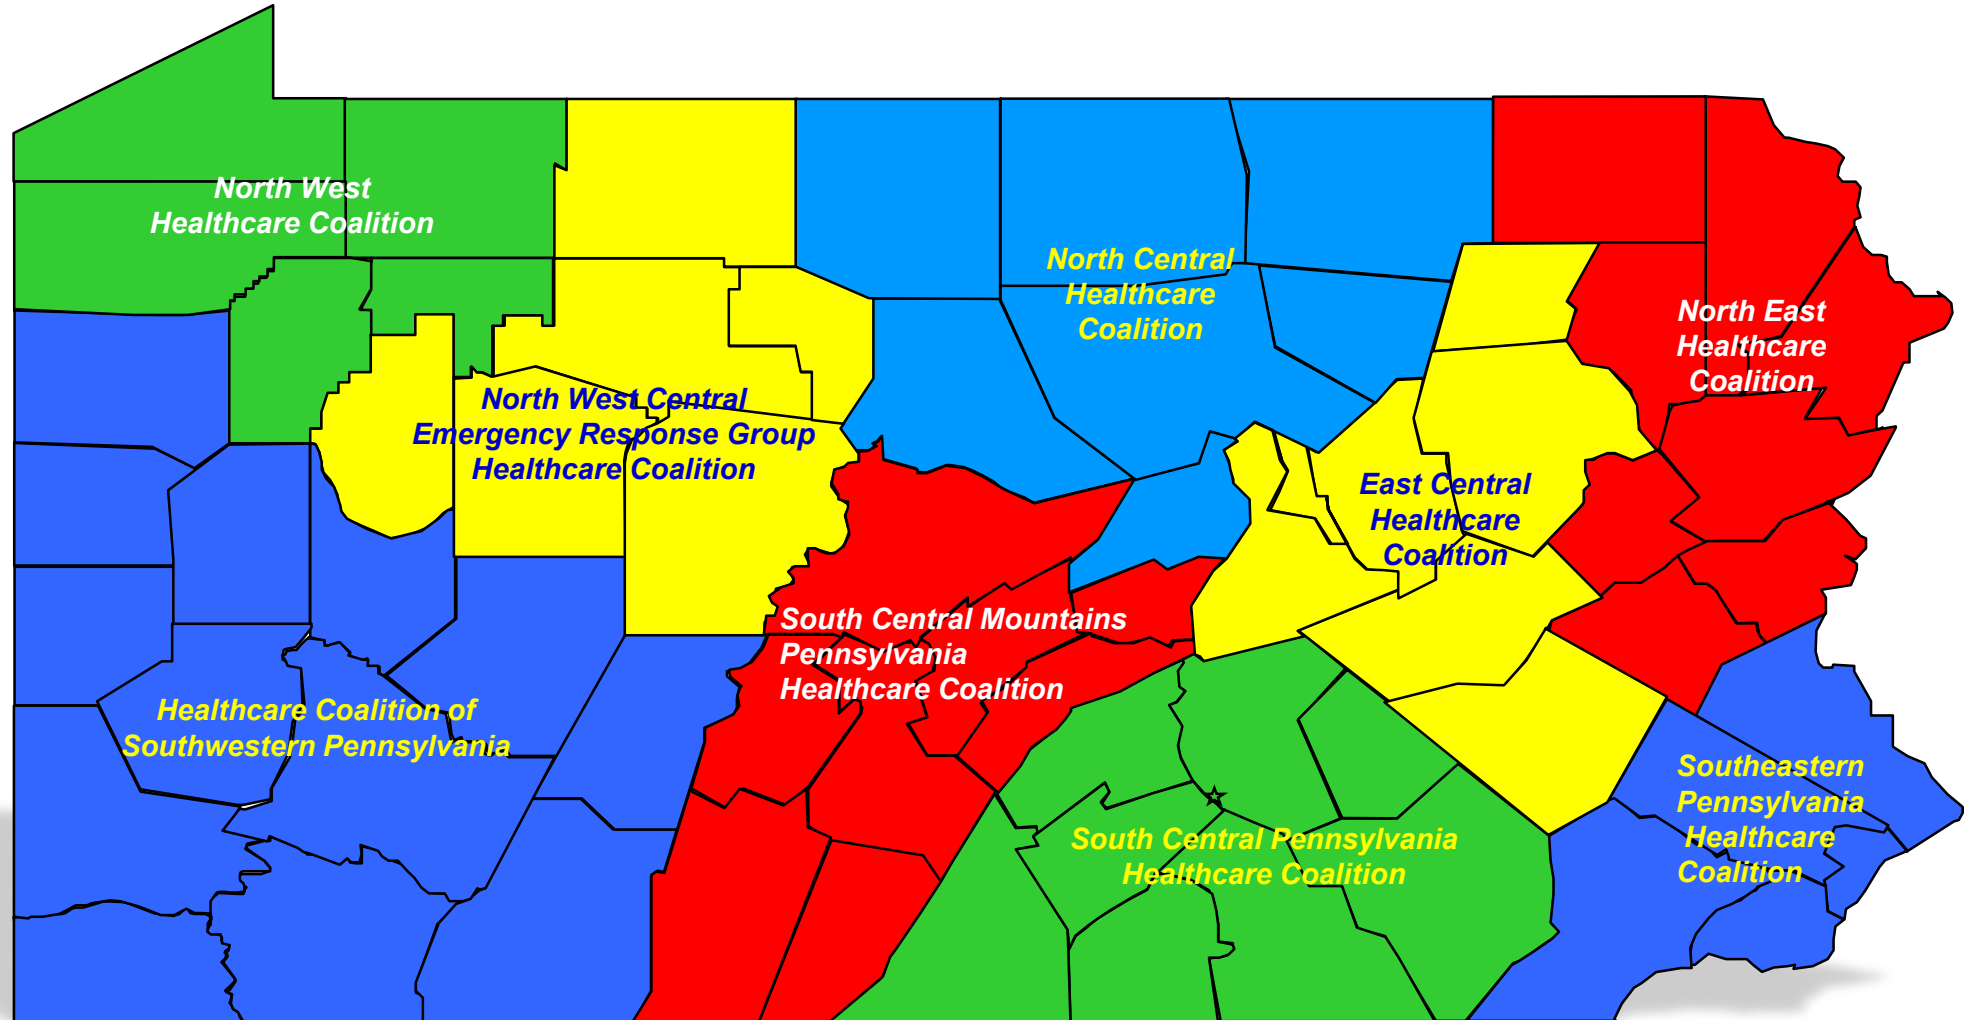 North West
Healthcare Coalition
North Central
Healthcare
Coalition
North East
Healthcare
Coalition
North West Central
Emergency Response Group
Healthcare Coalition
East Central
Healthcare
Coalition
South Central Mountains
Pennsylvania
Healthcare Coalition
Healthcare Coalition of
Southwestern Pennsylvania
Southeastern
Pennsylvania
Healthcare
Coalition
South Central Pennsylvania
Healthcare Coalition